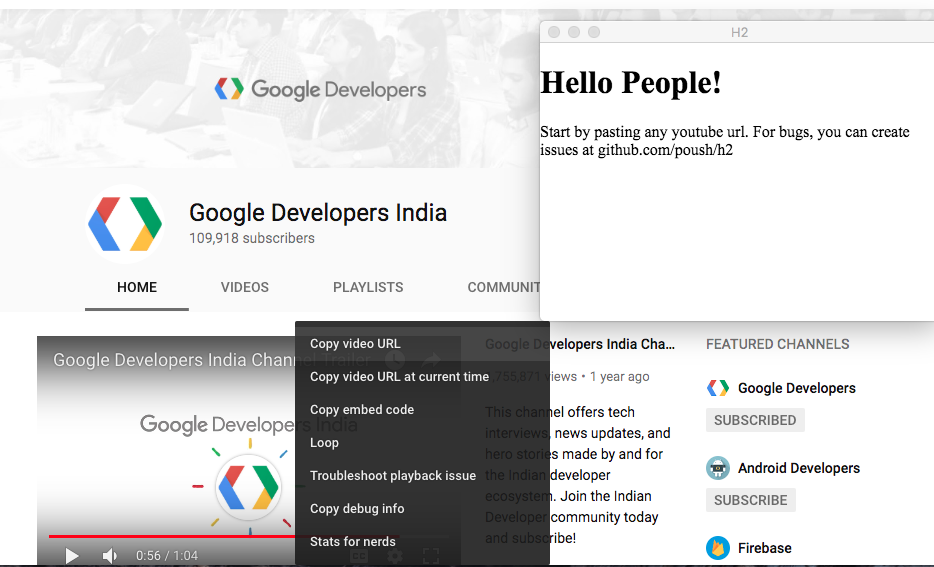 Google Developers
H2
Hello People!
Start by pasting any youtube url. For bugs, you can create
issues at github.com/poush/h2
Google Developers India
109,918 subscribers
HOME
VIDEOS
PLAYLISTS
COMMUNIT
Google Developers India Channel Trailer
Google Developers India
0:56 / 1:04
Copy video URL
Copy video URL at current time
Copy embed code
Loop
Troubleshoot playback issue
Copy debug info
Stats for nerds
Google Developers India Cha...
1,755,871 views • 1 year ago
This channel offers tech
interviews, news updates, and
hero stories made by and for
the Indian developer
ecosystem. Join the Indian
Developer community today
and subscribe!
FEATURED CHANNELS
Google Developers
SUBSCRIBED
Android Developers
SUBSCRIBE
Firebase